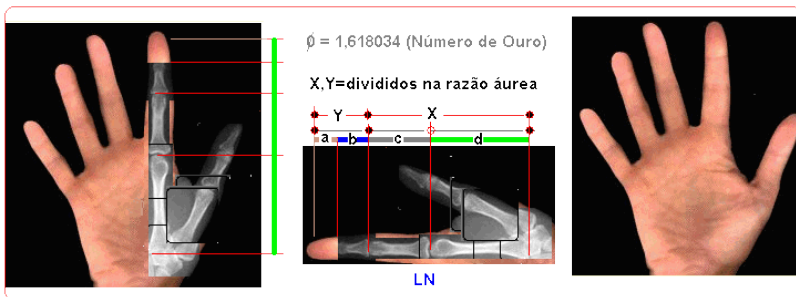 φ = 1,618034 (Número de Ouro)
X,Y=divididos na razão áurea
Y X
a b c d
LN